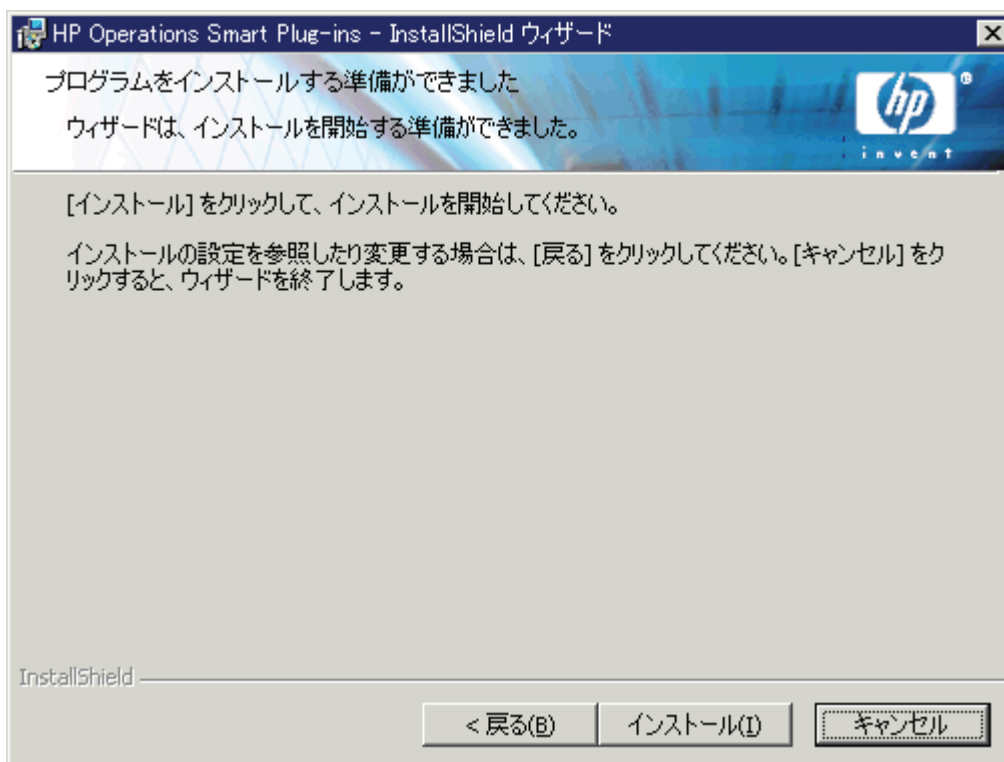 HP Operations Smart Plug-ins - InstallShield ウィザード
プログラムをインストールする準備ができました
ウィザードは、インストールを開始する準備ができました。
hp
®
invent
[インストール] をクリックして、インストールを開始してください。
インストールの設定を参照したり変更する場合は、[戻る] をクリックしてください。[キャンセル] をク
リックすると、ウィザードを終了します。
InstallShield
< 戻る(B)
インストール(I)
キャンセル